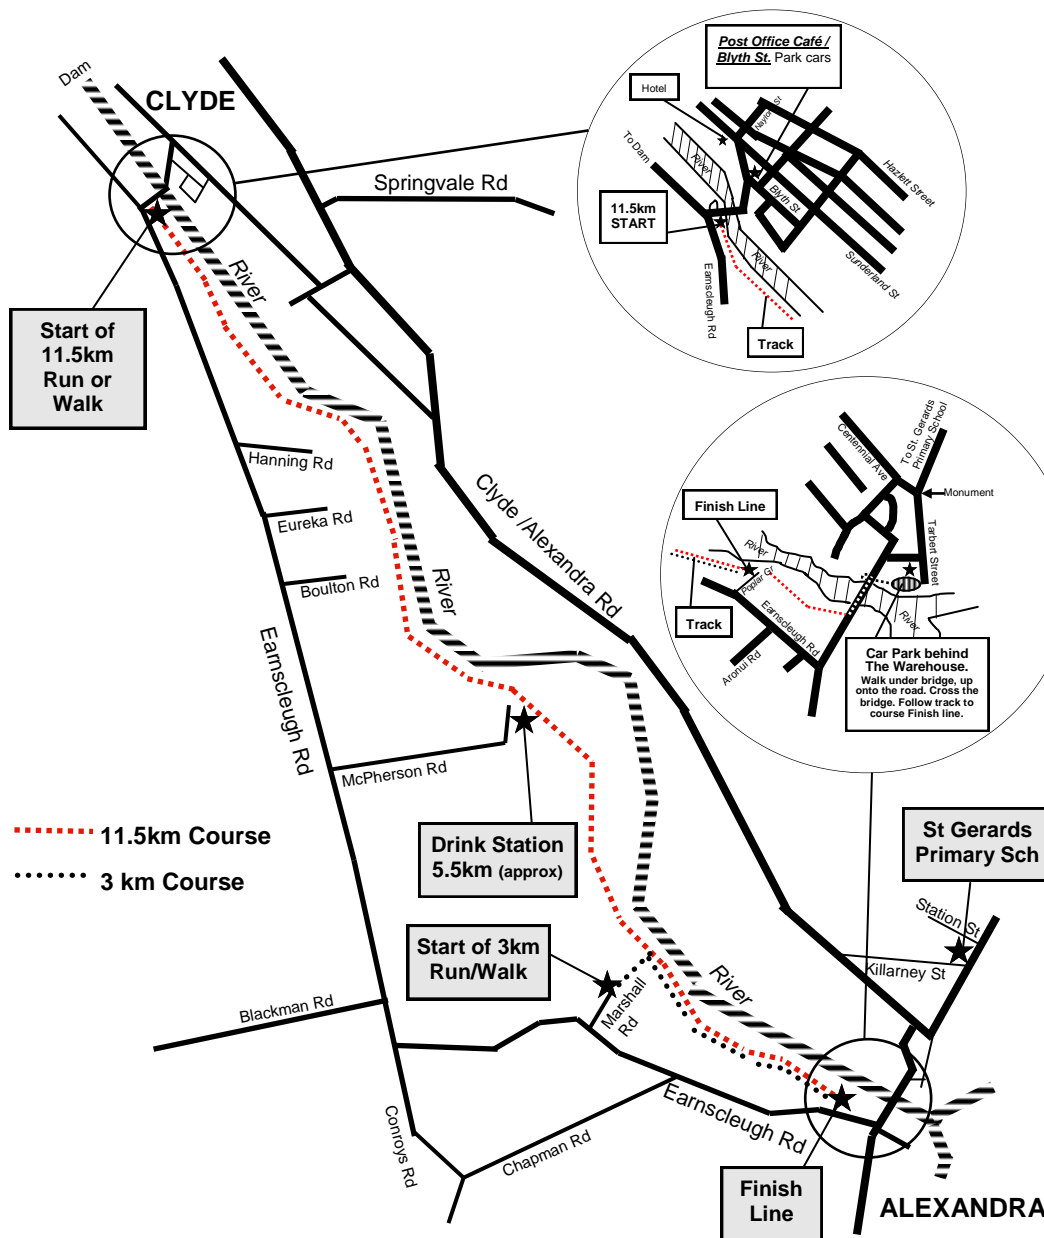 Dam
CLYDE
Springvale Rd
River
Start of
11.5km
Run or
Walk
Hanning Rd
Eureka Rd
Boulton Rd
Earnscleugh Rd
River
Clyde /Alexandra Rd
McPherson Rd
11.5km Course
3 km Course
Drink Station
5.5km (approx)
Start of 3km
Run/Walk
Marshall
Rd
Blackman Rd
Conroys Rd
Chapman Rd
Earnscleugh Rd
River
Finish
Line
ALEXANDRA
St Gerards
Primary Sch
Station St
Killarney St
Post Office Café /
Blyth St. Park cars
Hotel
To Dam
River
Naylor St
Hazlett Street
Blyth St
Sunderland St
11.5km
START
River
Earnscleugh Rd
Track
Centennial Ave
To St. Gerards
Primary School
Monument
Finish Line
Tarbert Street
River
Poplar Gr
Track
Earnscleugh Rd
Aronui Rd
River
Car Park behind
The Warehouse.
Walk under bridge, up
onto the road. Cross the
bridge. Follow track to
course Finish line.